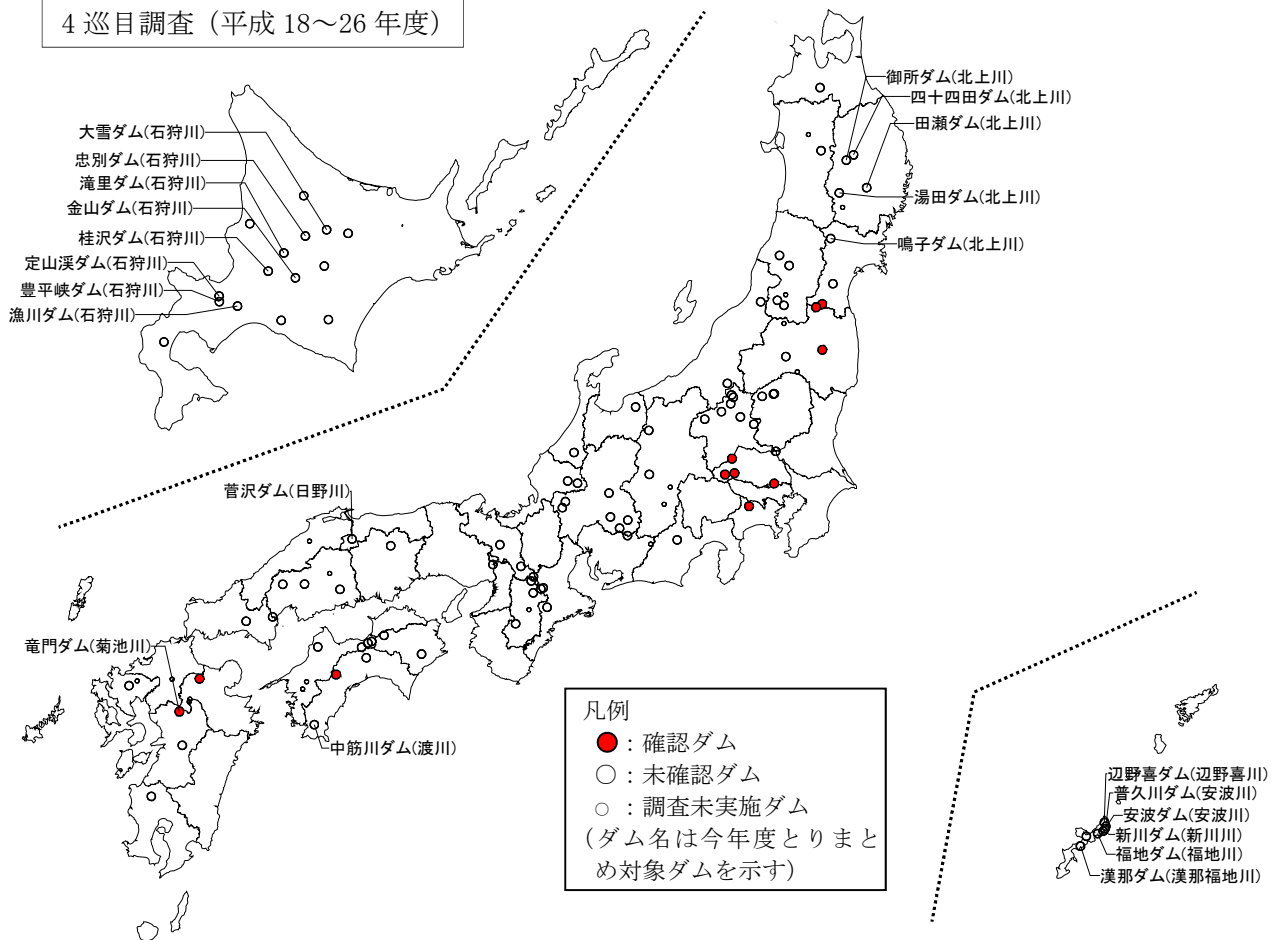 4 巡目調査（平成 18～26 年度）
大雪ダム(石狩川)
忠別ダム(石狩川)
滝里ダム(石狩川)
金山ダム(石狩川)
桂沢ダム(石狩川)
定山渓ダム(石狩川)
豊平峡ダム(石狩川)
漁川ダム(石狩川)
御所ダム(北上川)
四十四田ダム(北上川)
田瀬ダム(北上川)
湯田ダム(北上川)
鳴子ダム(北上川)
菅沢ダム(日野川)
竜門ダム(菊池川)
中筋川ダム(渡川)
凡例
●：確認ダム
○：未確認ダム
○：調査未実施ダム
(ダム名は今年度とりまと
め対象ダムを示す)
辺野喜ダム(辺野喜川)
普久川ダム(安波川)
安波ダム(安波川)
新川ダム(新川川)
福地ダム(福地川)
漢那ダム(漢那福地川)